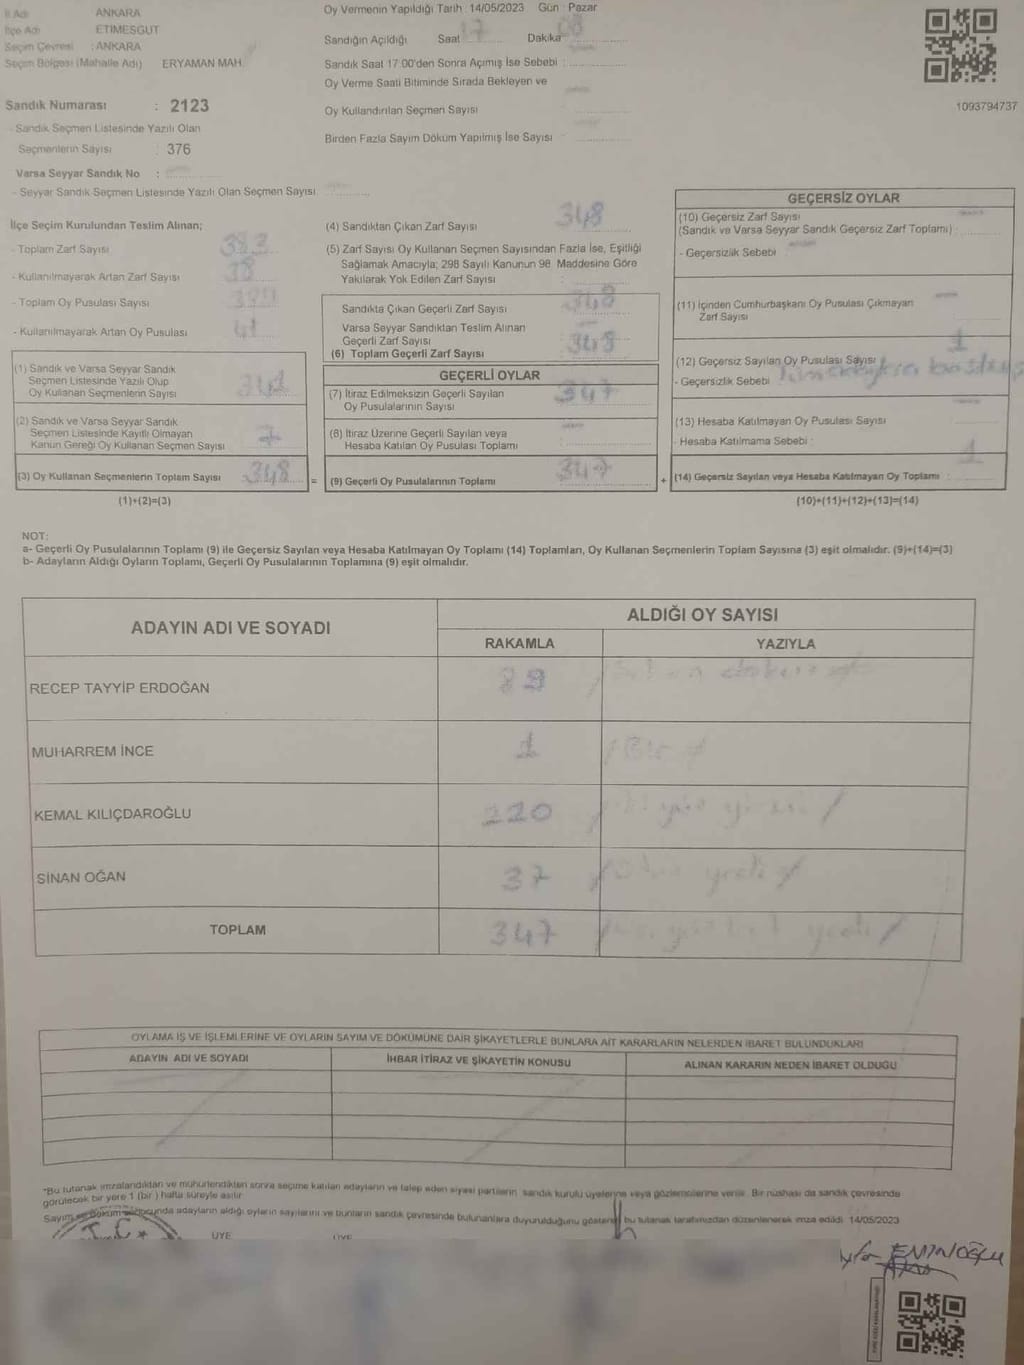 İli Adı ANKARA
İlçe Adı ETİMESGUT
Seçim Çevresi : ANKARA
Seçim Bölgesi (Mahalle Adı) ERYAMAN MAH.
Oy Vermenin Yapıldığı Tarih : 14/05/2023 Gün : Pazar
Sandığın Açıldığı Saat 17 Dakika 08
Sandık Saat 17.00'den Sonra Açımış İse Sebebi :
Oy Verme Saati Bitiminde Sırada Bekleyen ve
Oy Kullandırılan Seçmen Sayısı :
Birden Fazla Sayım Döküm Yapılmış İse Sayısı :
1093794737
Sandık Numarası : 2123
- Sandık Seçmen Listesinde Yazılı Olan
Seçmenlerin Sayısı : 376
Varsa Seyyar Sandık No :
- Seyyar Sandık Seçmen Listesinde Yazılı Olan Seçmen Sayısı
İlçe Seçim Kurulundan Teslim Alınan;
- Toplam Zarf Sayısı
- Kullanılmayarak Artan Zarf Sayısı
- Toplam Oy Pusulası Sayısı
- Kullanılmayarak Artan Oy Pusulası 41
(1) Sandık ve Varsa Seyyar Sandık
Seçmen Listesinde Yazılı Olup
Oy Kullanan Seçmenlerin Sayısı 341
(2) Sandık ve Varsa Seyyar Sandık
Seçmen Listesinde Kayıtlı Olmayan
Kanun Gereği Oy Kullanan Seçmen Sayısı 7
(3) Oy Kullanan Seçmenlerin Toplam Sayısı 348 =
(1)+(2)=(3)
(4) Sandıktan Çıkan Zarf Sayısı 348
(5) Zarf Sayısı Oy Kullanan Seçmen Sayısından Fazla İse, Eşitliği
Sağlamak Amacıyla; 298 Sayılı Kanunun 98. Maddesine Göre
Yakılarak Yok Edilen Zarf Sayısı :
Sandıkta Çıkan Geçerli Zarf Sayısı 348
Varsa Seyyar Sandıktan Teslim Alınan
Geçerli Zarf Sayısı
(6) Toplam Geçerli Zarf Sayısı 348
GEÇERLİ OYLAR
(7) İtiraz Edilmeksizin Geçerli Sayılan
Oy Pusulalarının Sayısı 347
(8) İtiraz Üzerine Geçerli Sayılan veya
Hesaba Katılan Oy Pusulası Toplamı
(9) Geçerli Oy Pusulalarının Toplamı 347 +
GEÇERSİZ OYLAR
(10) Geçersiz Zarf Sayısı
(Sandık ve Varsa Seyyar Sandık Geçersiz Zarf Toplamı) :
- Geçersizlik Sebebi :
(11) İçinden Cumhurbaşkanı Oy Pusulası Çıkmayan
Zarf Sayısı
(12) Geçersiz Sayılan Oy Pusulası Sayısı 1
- Geçersizlik Sebebi
(13) Hesaba Katılmayan Oy Pusulası Sayısı
- Hesaba Katılmama Sebebi :
(14) Geçersiz Sayılan veya Hesaba Katılmayan Oy Toplamı : 1
(10)+(11)+(12)+(13)=(14)
NOT:
a- Geçerli Oy Pusulalarının Toplamı (9) ile Geçersiz Sayılan veya Hesaba Katılmayan Oy Toplamı (14) Toplamları, Oy Kullanan Seçmenlerin Toplam Sayısına (3) eşit olmalıdır. (9)+(14)=(3)
b- Adayların Aldığı Oyların Toplamı, Geçerli Oy Pusulalarının Toplamına (9) eşit olmalıdır.
ADAYIN ADI VE SOYADI
ALDIĞI OY SAYISI
RAKAMLA YAZIYLA
RECEP TAYYİP ERDOĞAN
MUHARREM İNCE 1 Bir
KEMAL KILIÇDAROĞLU 220 iki yüz yirmi
SİNAN OĞAN 37 Otuz yedi
TOPLAM 347
OYLAMA İŞ VE İŞLEMLERİNE VE OYLARIN SAYIM VE DÖKÜMÜNE DAİR ŞİKAYETLERLE BUNLARA AİT KARARLARIN NELERDEN İBARET BULUNDUKLARI
ADAYIN ADI VE SOYADI İHBAR İTİRAZ VE ŞİKAYETİN KONUSU ALINAN KARARIN NEDEN İBARET OLDUĞU
*Bu tutanak imzalandıktan ve mühürlendikten sonra seçime katılan adayların ve talep eden siyasi partilerin sandık kurulu üyelerine veya gözlemcilerine verilir. Bir nüshası da sandık çevresinde
görülecek bir yere 1 (bir ) hafta süreyle asılır
Sayım ve döküm sonucunda adayların aldığı oyların sayılarını ve bunların sandık çevresinde bulunanlara duyurulduğunu gösteren bu tutanak tarafımızdan düzenlenerek imza edildi. 14/05/2023
T.C.
ÜYE ÜYE
EMİNOĞLU